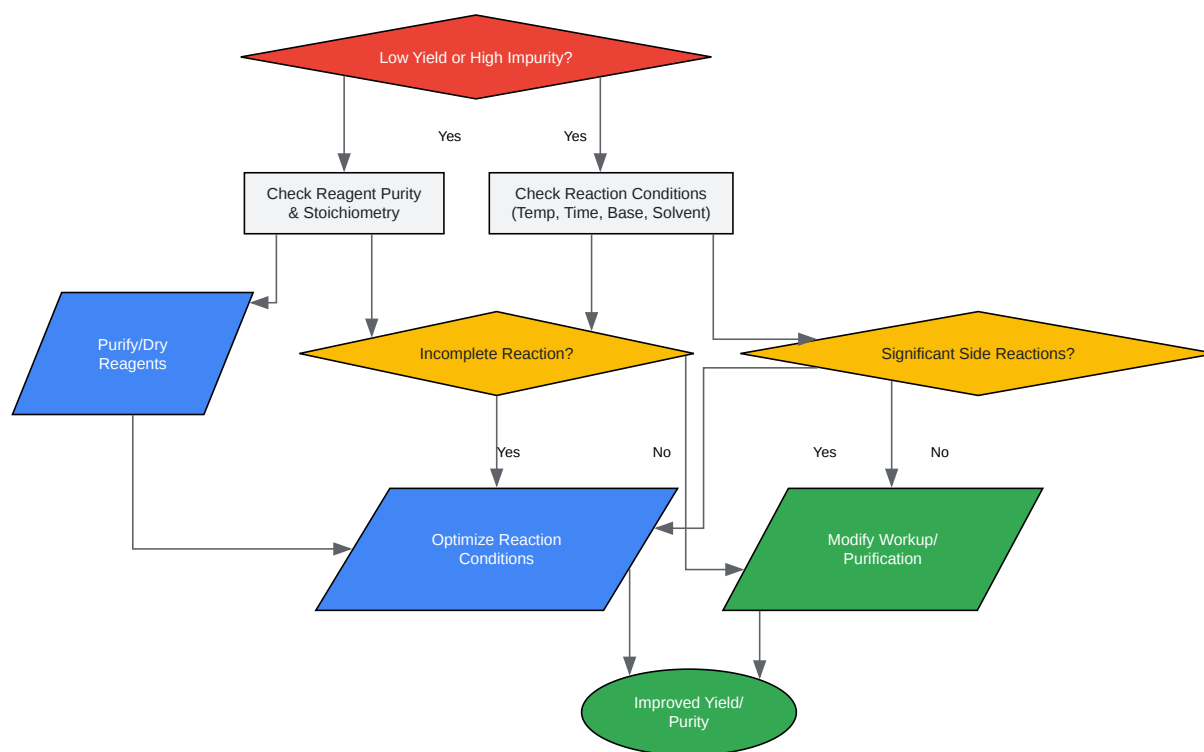 Low Yield or High Impurity?
Yes
Yes
Check Reagent Purity
& Stoichiometry
Check Reaction Conditions
(Temp, Time, Base, Solvent)
Purify/Dry
Reagents
Incomplete Reaction?
Significant Side Reactions?
Yes
No
Yes
No
Optimize Reaction
Conditions
Modify Workup/
Purification
Improved Yield/
Purity